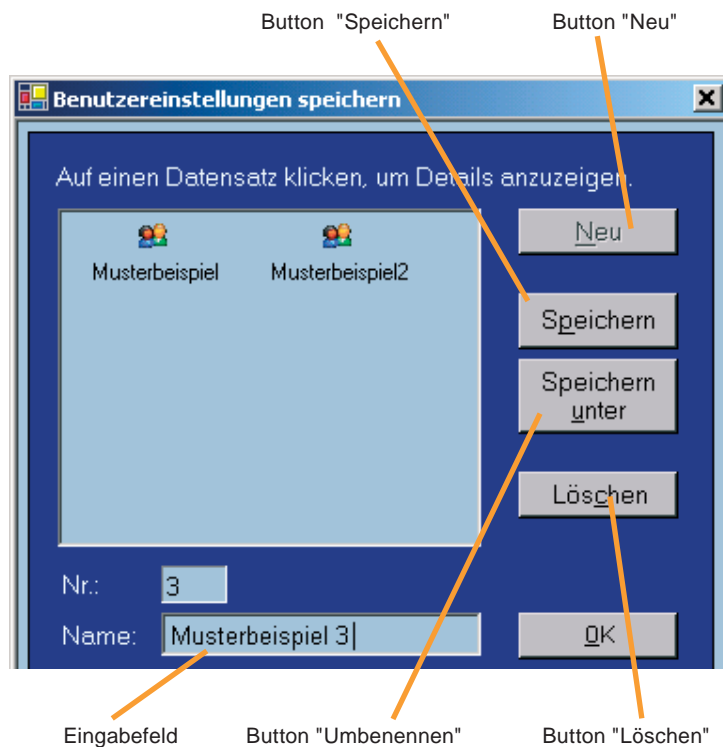 Button "Speichern"
Button "Neu"
Benutzereinstellungen speichern
Auf einen Datensatz klicken, um Details anzuzeigen.
Musterbeispiel
Musterbeispiel2
Neu
Speichern
Speichern
unter
Löschen
Nr.:
3
Name:
Musterbeispiel 3
OK
Eingabefeld
Button "Umbenennen"
Button "Löschen"